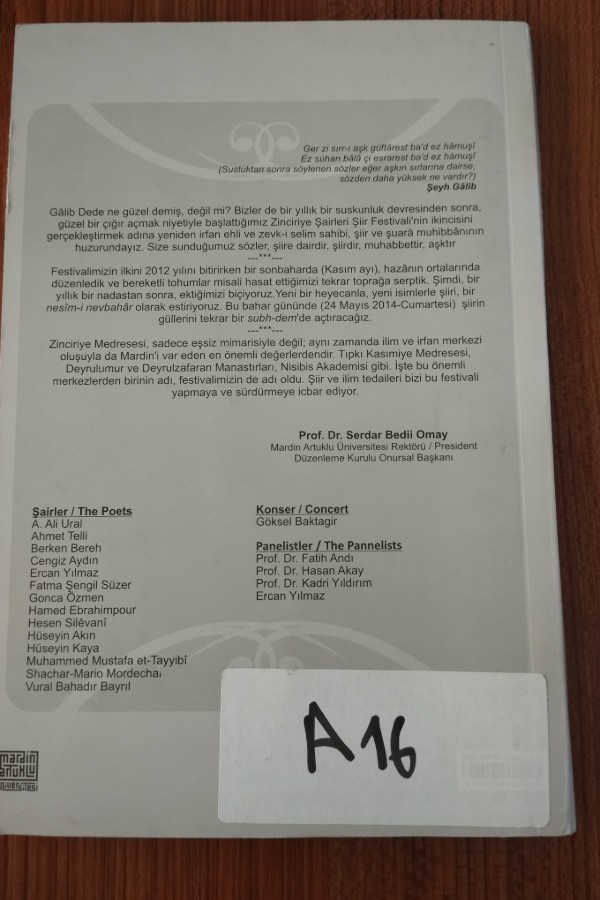 Ger zi sırr-ı aşk güftârest ba'd ez hâmuşî
Ez sühan bâlâ çi esrarest ba'd ez hâmuşî
(Sustuktan sonra söylenen sözler eğer aşkın sırlarına dairse,
sözden daha yüksek ne vardır?)
Şeyh Gâlib
Gâlib Dede ne güzel demiş, değil mi? Bizler de bir yıllık bir suskunluk devresinden sonra,
güzel bir çığır açmak niyetiyle başlattığımız Zinciriye Şairleri Şiir Festivali'nin ikincisini
gerçekleştirmek adına yeniden irfan ehli ve zevk-i selim sahibi, şiir ve şuarâ muhibbânının
huzurundayız. Size sunduğumuz sözler, şiire dairdir, şiirdir, muhabbettir, aşktır
---***---
Festivalimizin ilkini 2012 yılını bitirirken bir sonbaharda (Kasım ayı), hazânın ortalarında
düzenledik ve bereketli tohumlar misali hasat ettiğimizi tekrar toprağa serptik. Şimdi, bir
yıllık bir nadastan sonra, ektiğimizi biçiyoruz.Yeni bir heyecanla, yeni isimlerle şiiri, bir
nesîm-i nevbahâr olarak estiriyoruz. Bu bahar gününde (24 Mayıs 2014-Cumartesi) şiirin
güllerini tekrar bir subh-dem'de açtıracağız.
---***---
Zinciriye Medresesi, sadece eşsiz mimarisiyle değil; aynı zamanda ilim ve irfan merkezi
oluşuyla da Mardin'i var eden en önemli değerlerdendir. Tıpkı Kasımiye Medresesi,
Deyrulumur ve Deyrulzafaran Manastırları, Nisibis Akademisi gibi. İşte bu önemli
merkezlerden birinin adı, festivalimizin de adı oldu. Şiir ve ilim tedaileri bizi bu festivali
yapmaya ve sürdürmeye icbar ediyor.
Prof. Dr. Serdar Bedii Omay
Mardin Artuklu Üniversitesi Rektörü / President
Düzenleme Kurulu Onursal Başkanı
Şairler / The Poets
A. Ali Ural
Ahmet Telli
Berken Bereh
Cengiz Aydın
Ercan Yılmaz
Fatma Şengil Süzer
Gonca Özmen
Hamed Ebrahimpour
Hesen Silêvanî
Hüseyin Akın
Hüseyin Kaya
Muhammed Mustafa et-Tayyibî
Shachar-Mario Mordechai
Vural Bahadır Bayrıl
Konser / Concert
Göksel Baktagir
Panelistler / The Pannelists
Prof. Dr. Fatih Andı
Prof. Dr. Hasan Akay
Prof. Dr. Kadri Yıldırım
Ercan Yılmaz
A16
mardin
artuklu
üniversitesi